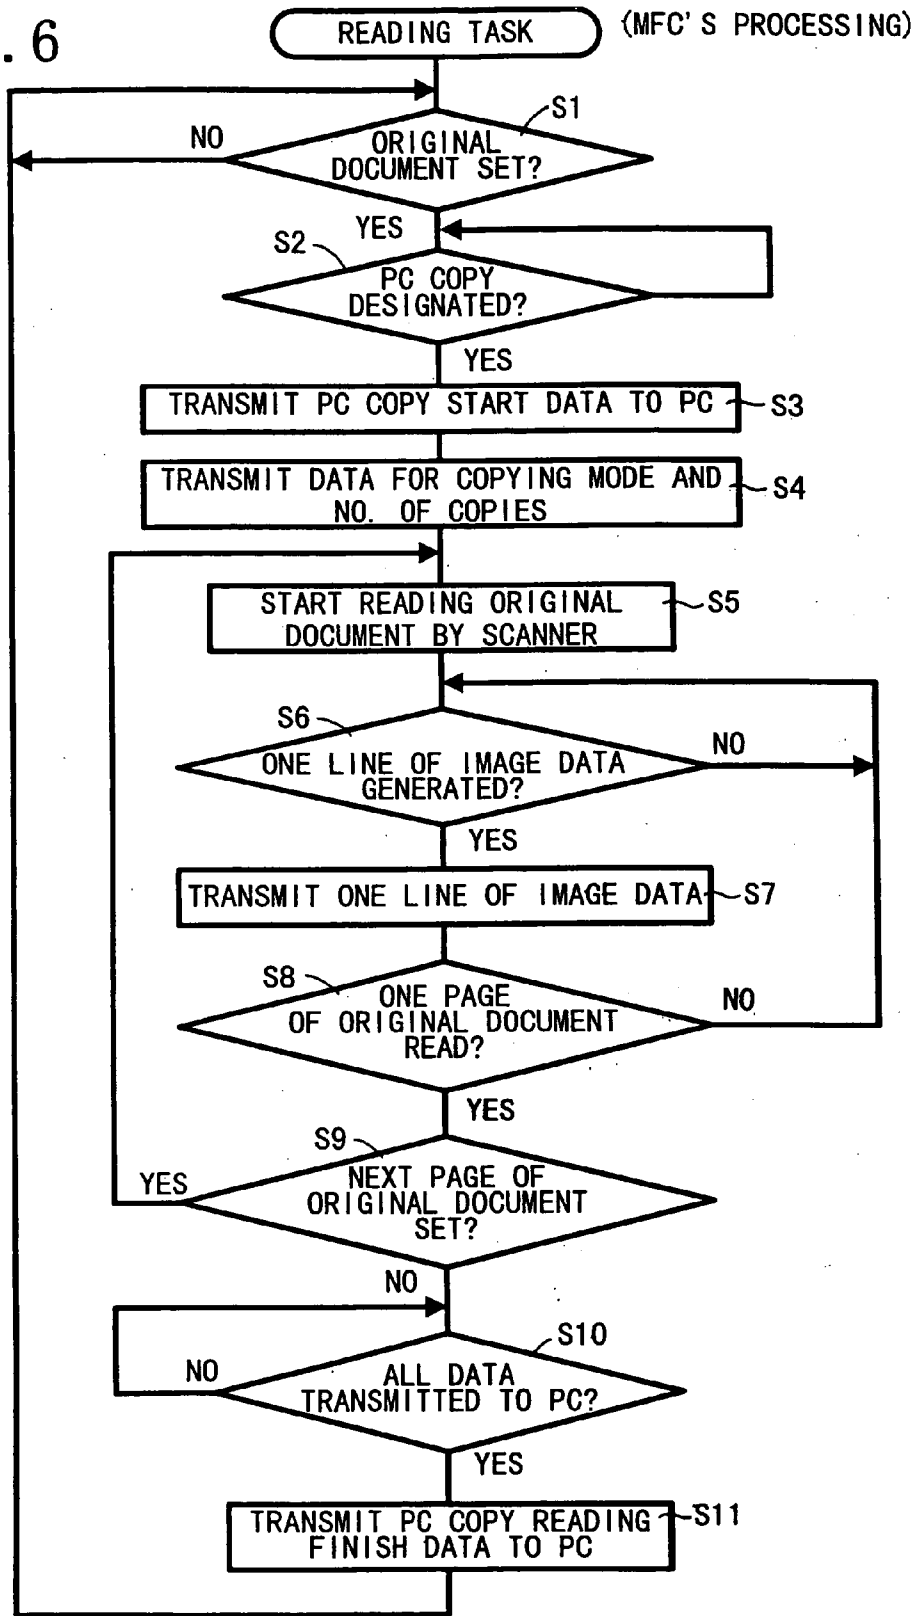 . 6
READING TASK
(MFC'S PROCESSING)
S1
NO
ORIGINAL
DOCUMENT SET?
YES
S2
PC COPY
DESIGNATED?
YES
TRANSMIT PC COPY START DATA TO PC
S3
TRANSMIT DATA FOR COPYING MODE AND
NO. OF COPIES
S4
START READING ORIGINAL
DOCUMENT BY SCANNER
S5
S6
NO
ONE LINE OF IMAGE DATA
GENERATED?
YES
TRANSMIT ONE LINE OF IMAGE DATA
S7
S8
ONE PAGE
OF ORIGINAL DOCUMENT
READ?
NO
YES
S9
YES
NEXT PAGE OF
ORIGINAL DOCUMENT
SET?
NO
S10
NO
ALL DATA
TRANSMITTED TO PC?
YES
TRANSMIT PC COPY READING
FINISH DATA TO PC
S11